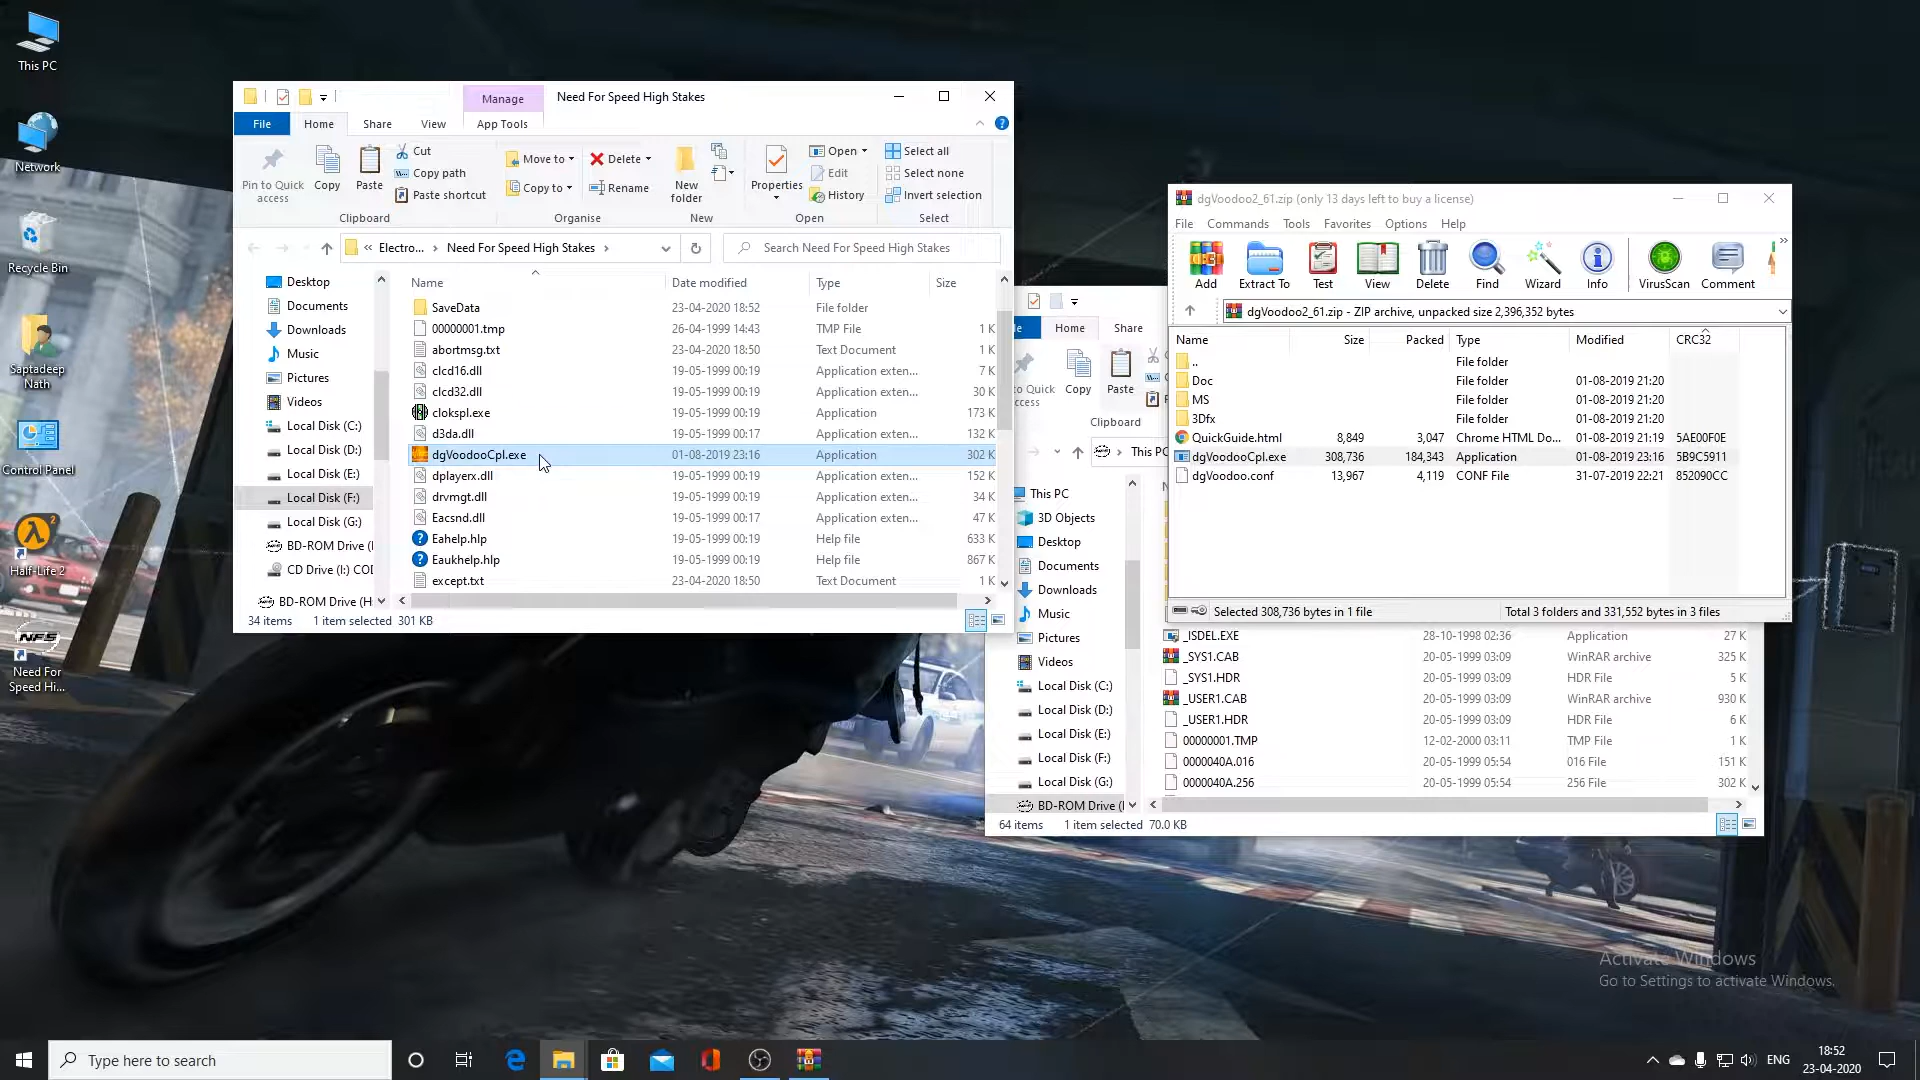 This PC
Network
Recycle Bin
Saptadeep
Nath
Control Panel
Half-Life 2
Need For
Speed Hi...
Manage
Need For Speed High Stakes
File
Home
Share
View
App Tools
Pin to Quick
access
Copy
Paste
Cut
Copy path
Paste shortcut
Clipboard
Move to
Copy to
Delete
Rename
Organise
New
folder
New
Properties
Open
Edit
History
Open
Select all
Select none
Invert selection
Select
« Electro... › Need For Speed High Stakes ›
Search Need For Speed High Stakes
Desktop
Documents
Downloads
Music
Pictures
Videos
Local Disk (C:)
Local Disk (D:)
Local Disk (E:)
Local Disk (F:)
Local Disk (G:)
BD-ROM Drive (I
CD Drive (I:) COD
BD-ROM Drive (H
Name Date modified Type Size
SaveData 23-04-2020 18:52 File folder
00000001.tmp 26-04-1999 14:43 TMP File 1 K
abortmsg.txt 23-04-2020 18:50 Text Document 1 K
clcd16.dll 19-05-1999 00:19 Application exten... 7 K
clcd32.dll 19-05-1999 00:19 Application exten... 30 K
clokspl.exe 19-05-1999 00:19 Application 173 K
d3da.dll 19-05-1999 00:17 Application exten... 132 K
dgVoodooCpl.exe 01-08-2019 23:16 Application 302 K
dplayerx.dll 19-05-1999 00:19 Application exten... 152 K
drvmgt.dll 19-05-1999 00:19 Application exten... 34 K
Eacsnd.dll 19-05-1999 00:17 Application exten... 47 K
Eahelp.hlp 19-05-1999 00:19 Help file 633 K
Eaukhelp.hlp 19-05-1999 00:19 Help file 867 K
except.txt 23-04-2020 18:50 Text Document 1 K
34 items 1 item selected 301 KB
dgVoodoo2_61.zip (only 13 days left to buy a license)
File Commands Tools Favorites Options Help
Add Extract To Test View Delete Find Wizard Info VirusScan Comment
dgVoodoo2_61.zip - ZIP archive, unpacked size 2,396,352 bytes
Name Size Packed Type Modified CRC32
.. File folder
Doc File folder 01-08-2019 21:20
MS File folder 01-08-2019 21:20
3Dfx File folder 01-08-2019 21:20
QuickGuide.html 8,849 3,047 Chrome HTML Do... 01-08-2019 21:19 5AE00F0E
dgVoodooCpl.exe 308,736 184,343 Application 01-08-2019 23:16 5B9C5911
dgVoodoo.conf 13,967 4,119 CONF File 31-07-2019 22:21 852090CC
Selected 308,736 bytes in 1 file
Total 3 folders and 331,552 bytes in 3 files
Home
Share
Copy
Paste
Clipboard
This PC
3D Objects
Desktop
Documents
Downloads
Music
Pictures
Videos
Local Disk (C:)
Local Disk (D:)
Local Disk (E:)
Local Disk (F:)
Local Disk (G:)
BD-ROM Drive (I
_ISDEL.EXE 28-10-1998 02:36 Application 27 K
_SYS1.CAB 20-05-1999 03:09 WinRAR archive 325 K
_SYS1.HDR 20-05-1999 03:09 HDR File 5 K
_USER1.CAB 20-05-1999 03:09 WinRAR archive 930 K
_USER1.HDR 20-05-1999 03:09 HDR File 6 K
00000001.TMP 12-02-2000 03:11 TMP File 1 K
0000040A.016 20-05-1999 05:54 016 File 151 K
0000040A.256 20-05-1999 05:54 256 File 302 K
64 items 1 item selected 70.0 KB
Activate Windows
Go to Settings to activate Windows.
Type here to search
ENG
18:52
23-04-2020